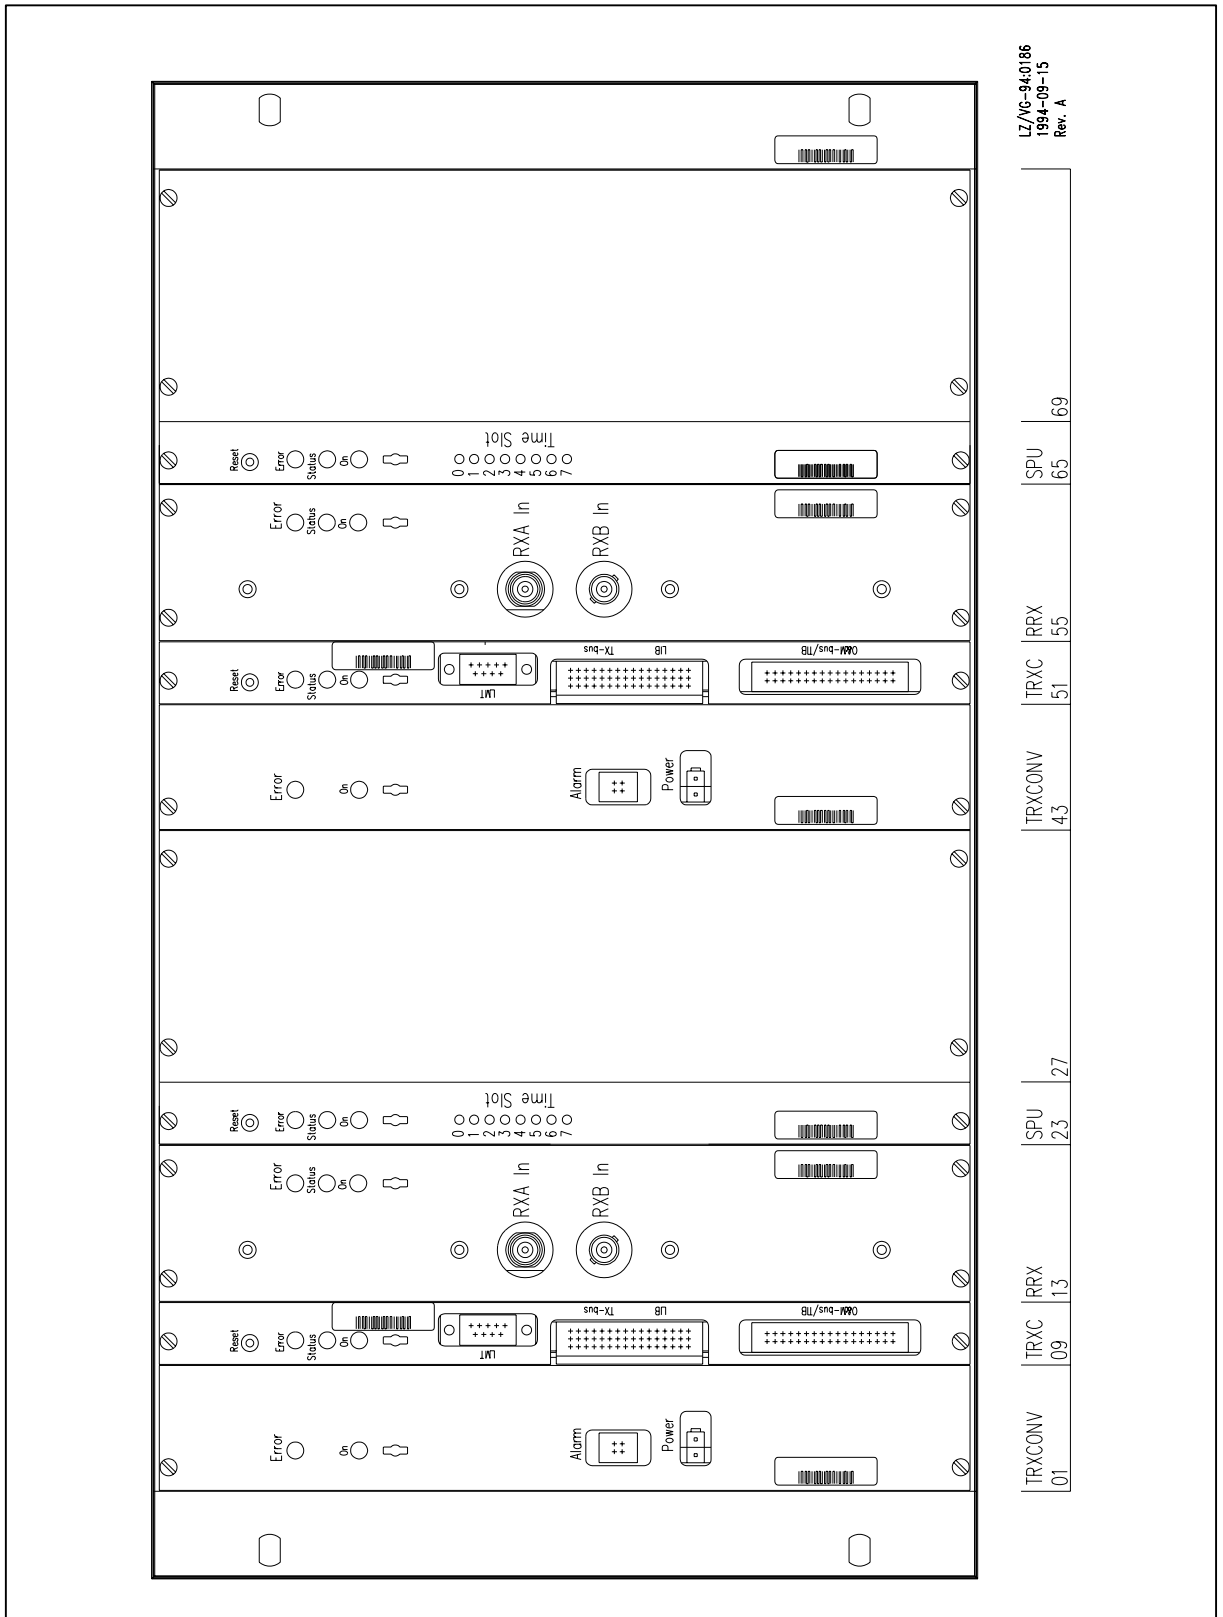 LZ/VG-94:0186
1994-09-15
Rev. A
69
Reset
Error
Status
On
Time Slot
0 1 2 3 4 5 6 7
SPU
65
Error
Status
On
RXA In
RXB In
RRX
55
Reset
Error
Status
On
LMT
TX-bus
LIB
O&M-bus/TIB
TRXC
51
Error
On
Alarm
Power
TRXCONV
43
27
Reset
Error
Status
On
Time Slot
0 1 2 3 4 5 6 7
SPU
23
Error
Status
On
RXA In
RXB In
RRX
13
Reset
Error
Status
On
LMT
TX-bus
LIB
O&M-bus/TIB
TRXC
09
Error
On
Alarm
Power
TRXCONV
01